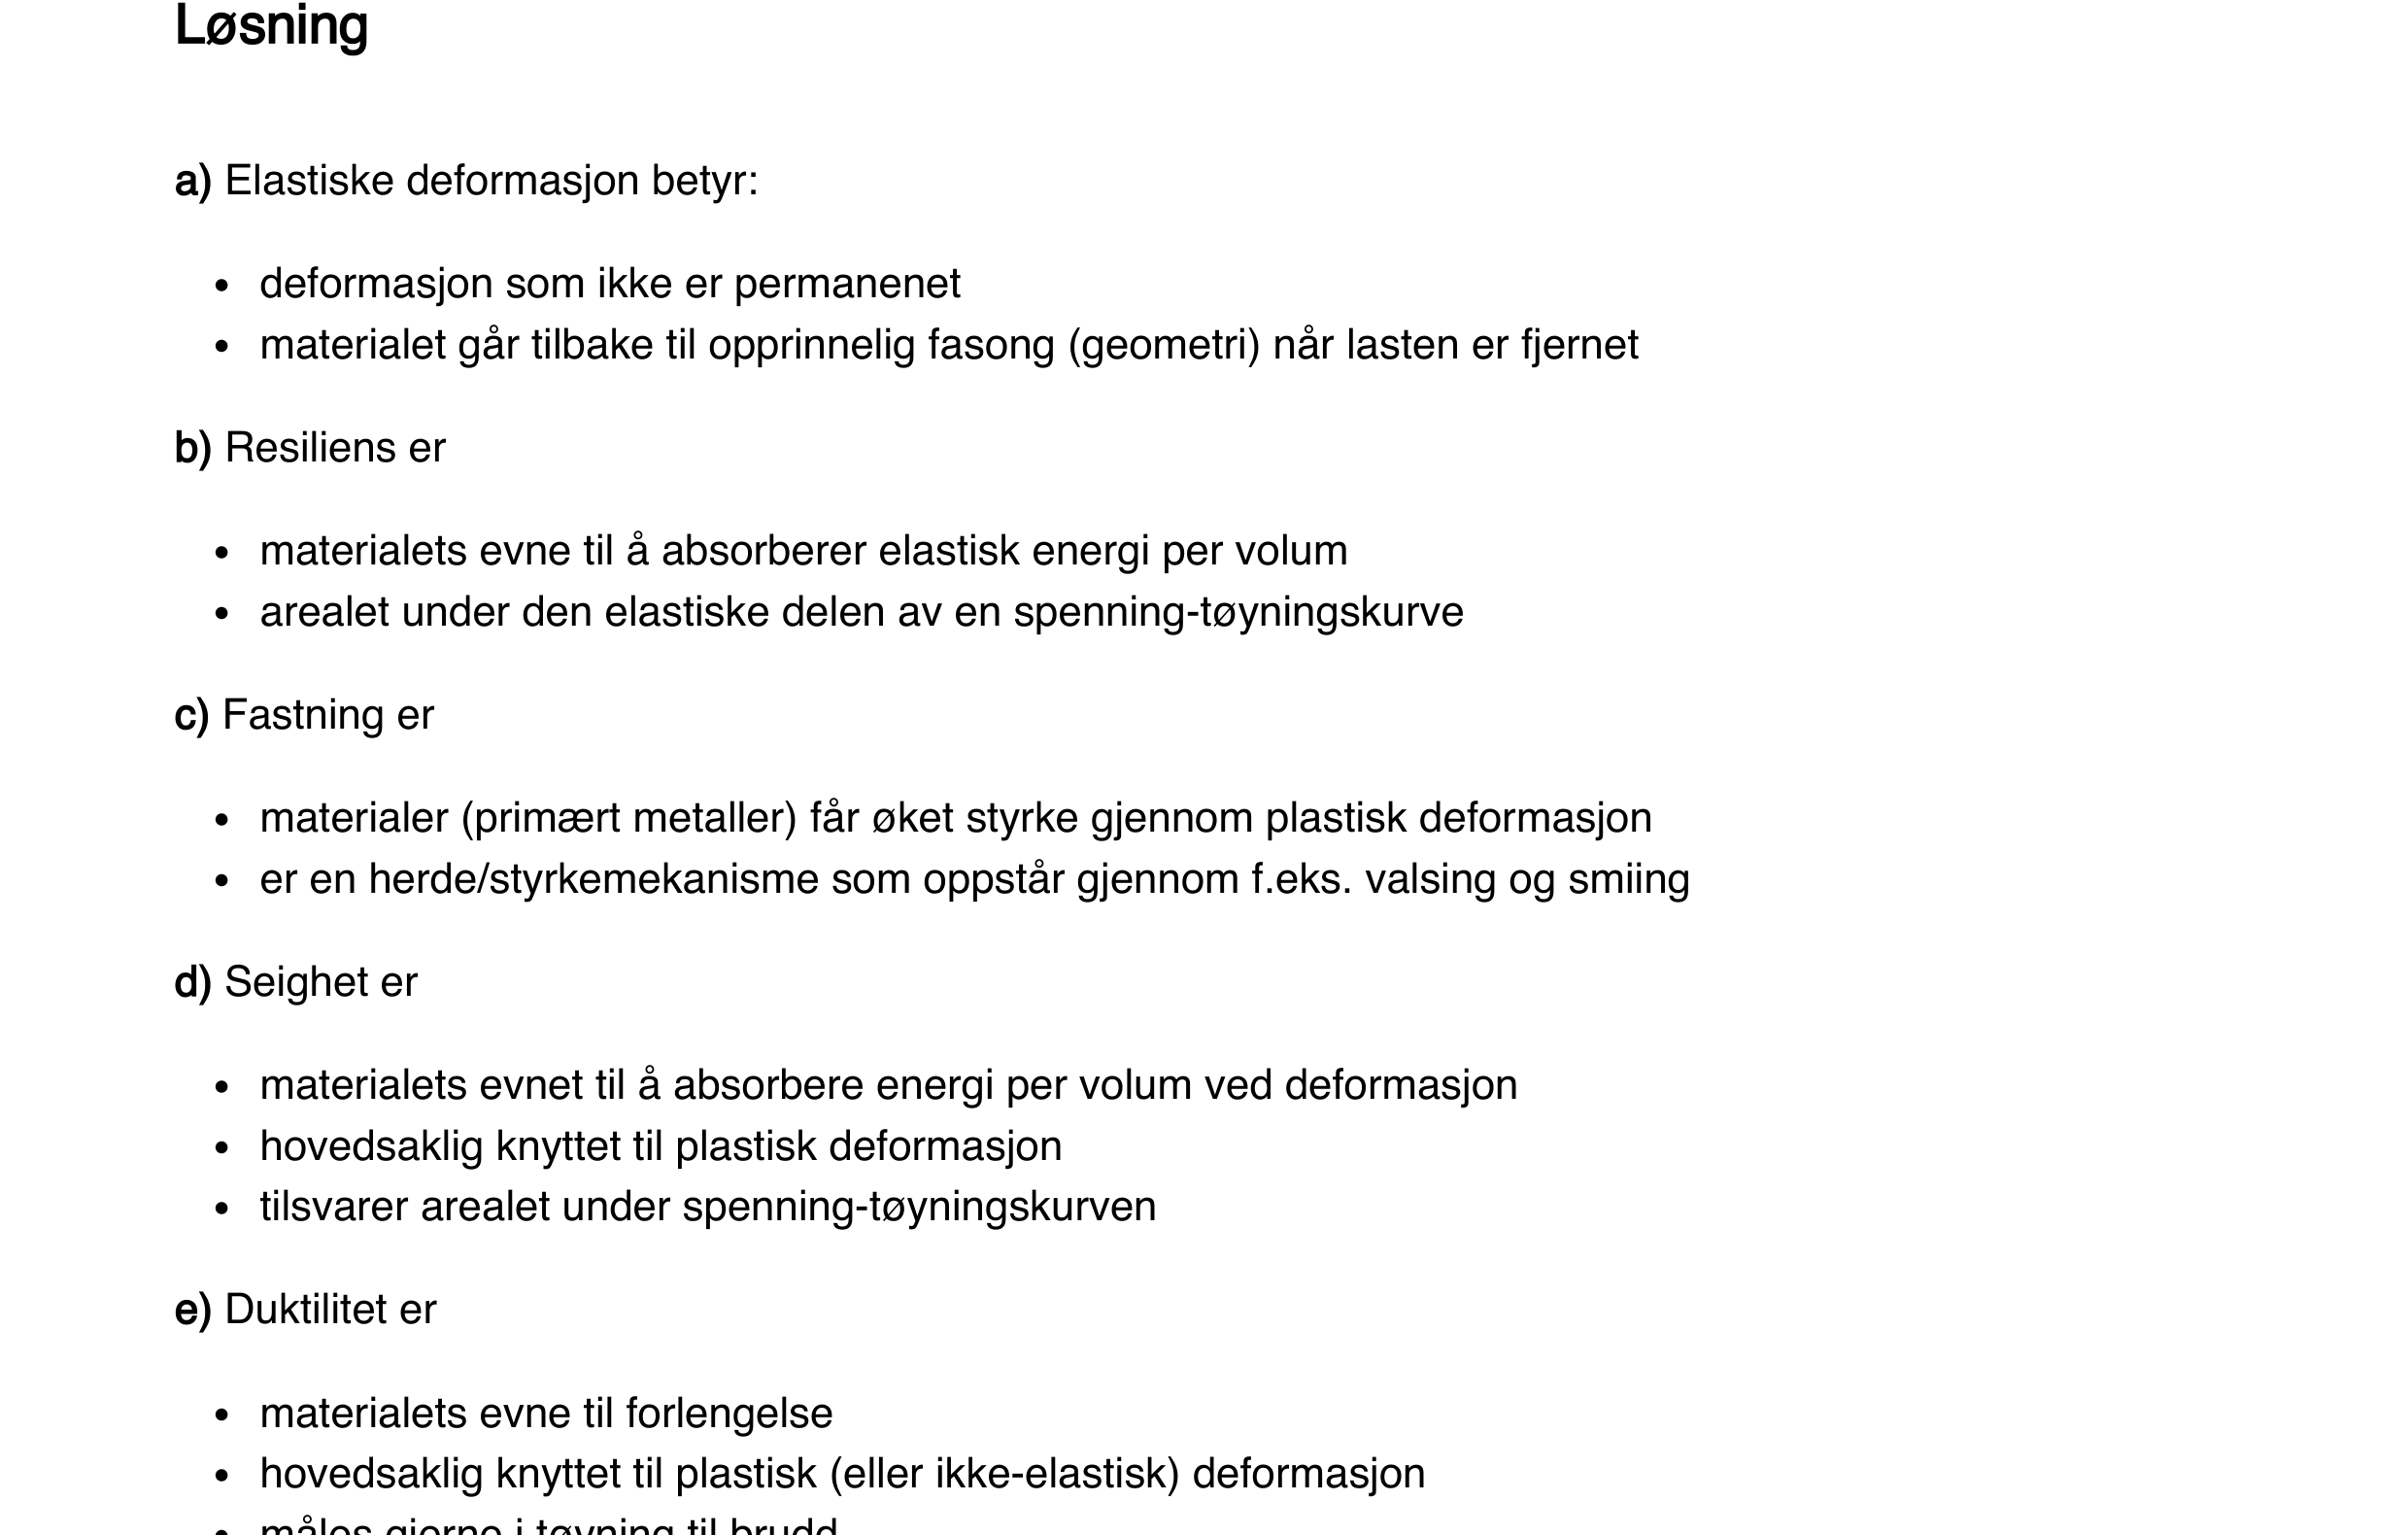 Løsning
a) Elastiske deformasjon betyr:
• deformasjon som ikke er permanenet
• materialet går tilbake til opprinnelig fasong (geometri) når lasten er fjernet
b) Resiliens er
• materialets evne til å absorberer elastisk energi per volum
• arealet under den elastiske delen av en spenning-tøyningskurve
c) Fastning er
• materialer (primært metaller) får øket styrke gjennom plastisk deformasjon
• er en herde/styrkemekanisme som oppstår gjennom f.eks. valsing og smiing
d) Seighet er
• materialets evnet til å absorbere energi per volum ved deformasjon
• hovedsaklig knyttet til plastisk deformasjon
• tilsvarer arealet under spenning-tøyningskurven
e) Duktilitet er
• materialets evne til forlengelse
• hovedsaklig knyttet til plastisk (eller ikke-elastisk) deformasjon
• måles gjerne i tøyning til brudd